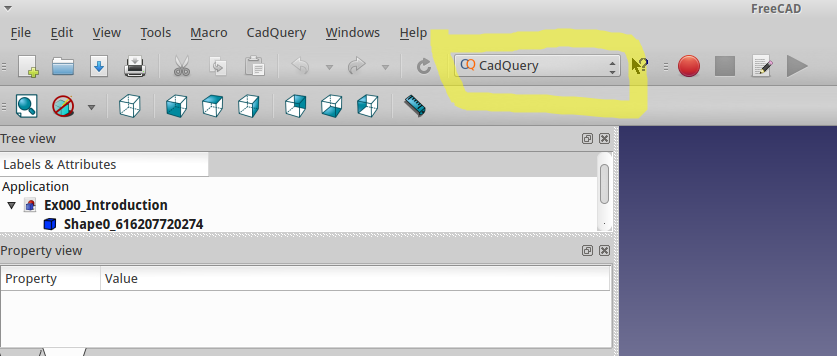 FreeCAD
File Edit View Tools Macro CadQuery Windows Help
CadQuery
Tree view
Labels & Attributes
Application
Ex000_Introduction
Shape0_616207720274
Property view
Property Value